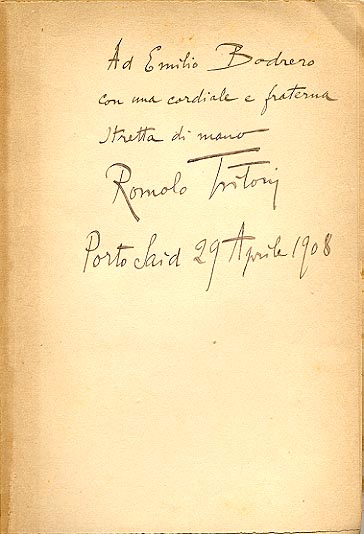 Ad Emilio Bodrero
con una cordiale e fraterna
stretta di mano
Romolo Tritonj
Porto Said 29 Aprile 1908